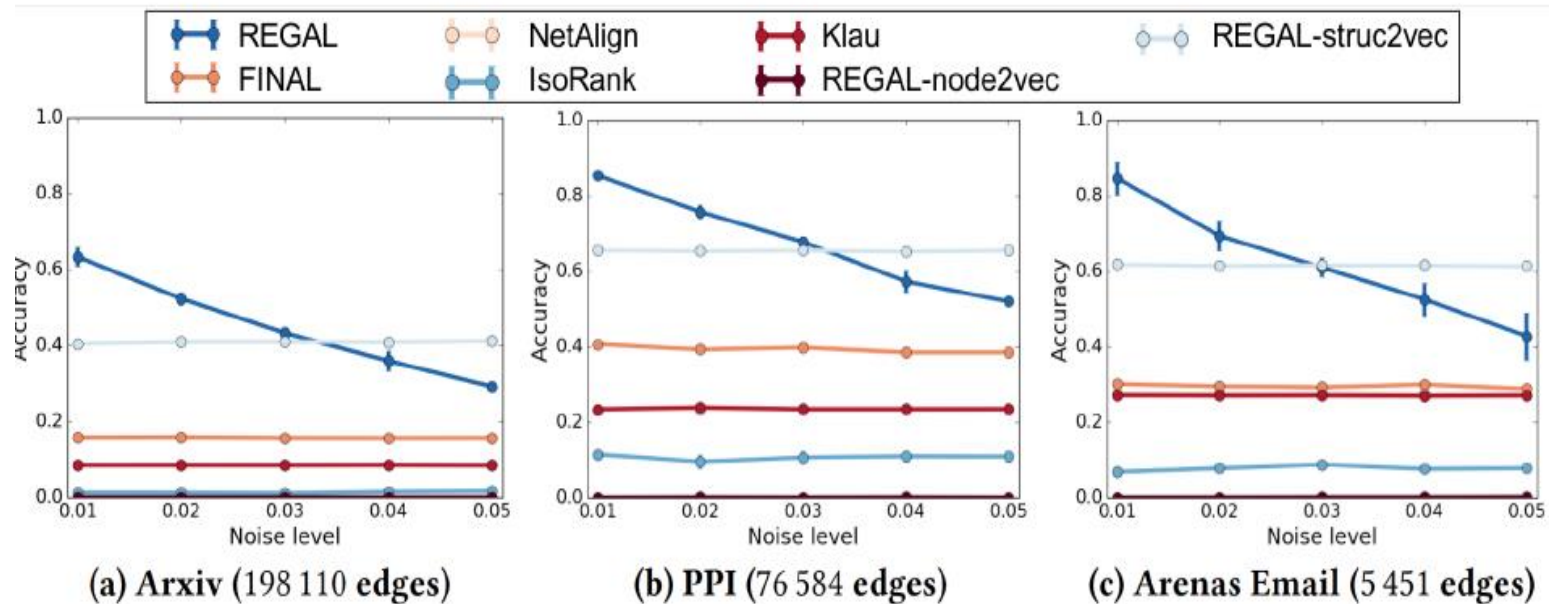 REGAL NetAlign Klau REGAL-struc2vec
FINAL IsoRank REGAL-node2vec
1.0
0.8
0.6
0.4
0.2
0.0
Accuracy
0.01 0.02 0.03 0.04 0.05
Noise level
(a) Arxiv (198 110 edges)
1.0
0.8
0.6
0.4
0.2
0.0
Accuracy
0.01 0.02 0.03 0.04 0.05
Noise level
(b) PPI (76 584 edges)
1.0
0.8
0.6
0.4
0.2
0.0
Accuracy
0.01 0.02 0.03 0.04 0.05
Noise level
(c) Arenas Email (5 451 edges)